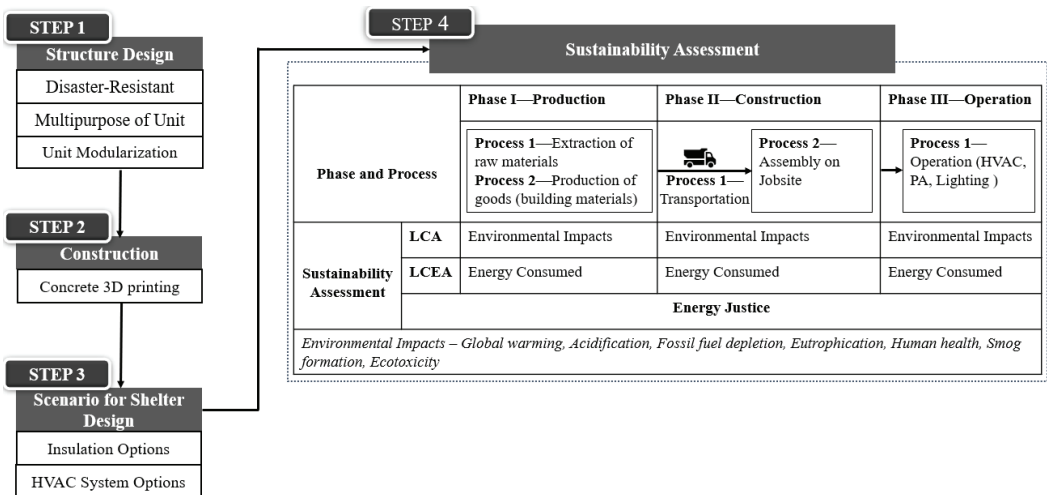 STEP 1
Structure Design
Disaster-Resistant
Multipurpose of Unit
Unit Modularization
STEP 2
Construction
Concrete 3D printing
STEP 3
Scenario for Shelter
Design
Insulation Options
HVAC System Options
STEP 4
Sustainability Assessment
Phase I—Production
Phase II—Construction
Phase III—Operation
Phase and Process
Process 1—Extraction of
raw materials
Process 2—Production of
goods (building materials)
Process 1—
Transportation
Process 2—
Assembly on
Jobsite
Process 1—
Operation (HVAC,
PA, Lighting )
Sustainability
Assessment
LCA
Environmental Impacts
Environmental Impacts
Environmental Impacts
LCEA
Energy Consumed
Energy Consumed
Energy Consumed
Energy Justice
Environmental Impacts – Global warming, Acidification, Fossil fuel depletion, Eutrophication, Human health, Smog
formation, Ecotoxicity